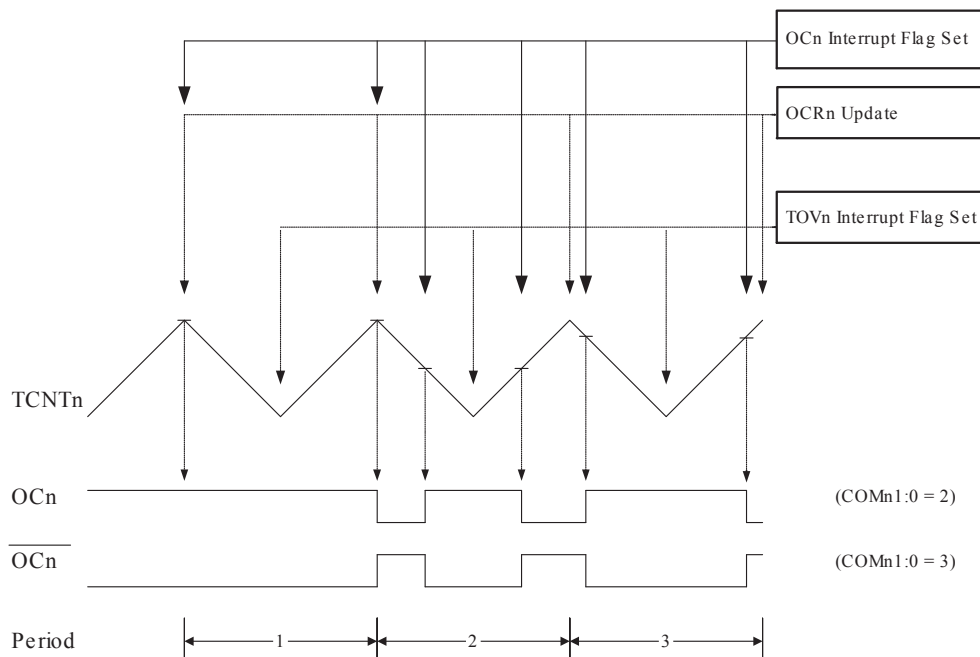 OCn Interrupt Flag Set
OCRn Update
TOVn Interrupt Flag Set
TCNTn
OCn (COMn1:0 = 2)
OCn (COMn1:0 = 3)
Period 1 2 3